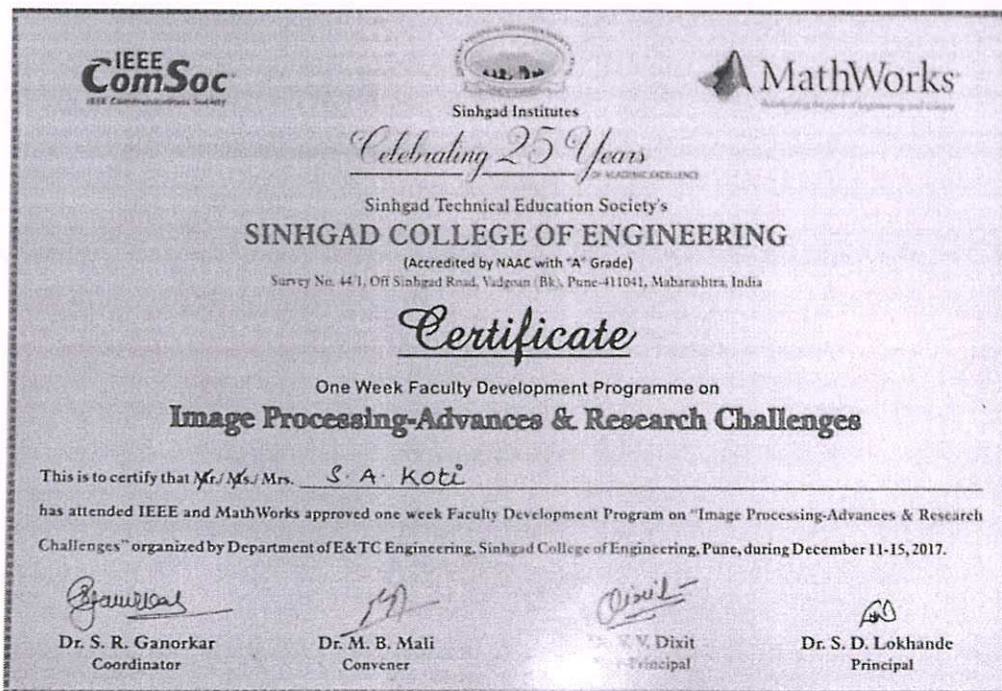 IEEE
ComSoc
IEEE Communications Society
MathWorks
Sinhgad Institutes
Celebrating 25 Years
OF ACADEMIC EXCELLENCE
Sinhgad Technical Education Society's
SINHGAD COLLEGE OF ENGINEERING
(Accredited by NAAC with "A" Grade)
Survey No. 44/1, Off Sinhgad Road, Vadgoan (Bk), Pune-411041, Maharashtra, India
Certificate
One Week Faculty Development Programme on
Image Processing-Advances & Research Challenges
This is to certify that Mr./Ms./Mrs. S. A. Koti
has attended IEEE and MathWorks approved one week Faculty Development Program on "Image Processing-Advances & Research
Challenges" organized by Department of E&TC Engineering, Sinhgad College of Engineering, Pune, during December 11-15, 2017.
Dr. S. R. Ganorkar
Coordinator
Dr. M. B. Mali
Convener
V. Dixit
Principal
Dr. S. D. Lokhande
Principal